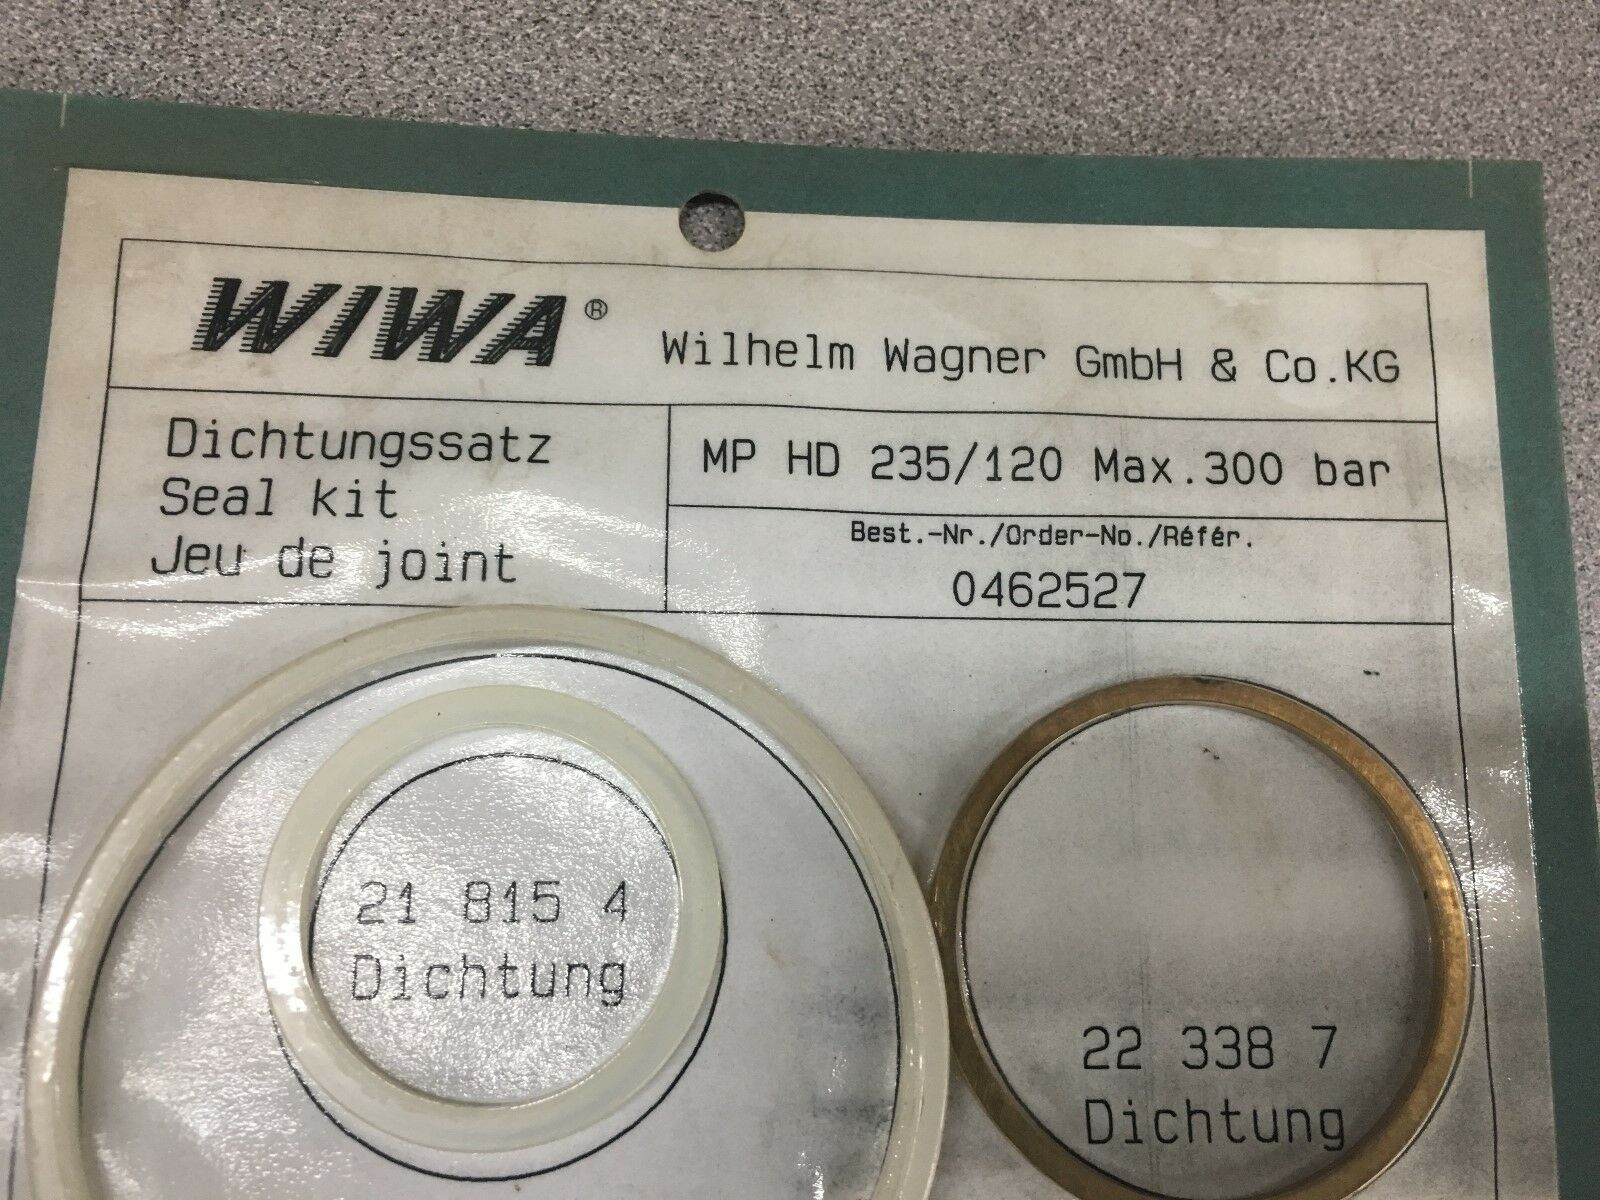 WIWA®
Wilhelm Wagner GmbH & Co.KG
Dichtungssatz
Seal kit
Jeu de joint
MP HD 235/120 Max.300 bar
Best.-Nr./Order-No./Référ.
0462527
21 815 4
Dichtung
22 338 7
Dichtung